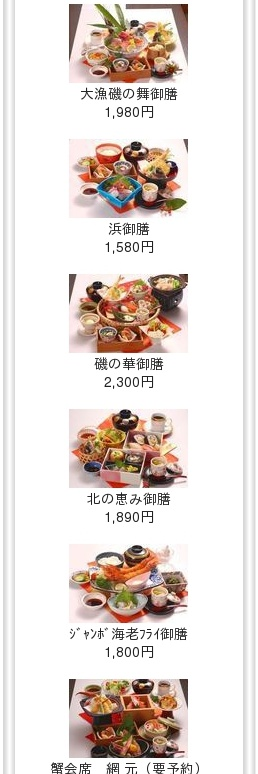 大漁磯の舞御膳
1,980円
浜御膳
1,580円
磯の華御膳
2,300円
北の恵み御膳
1,890円
ｼﾞｬﾝﾎﾞ海老ﾌﾗｲ御膳
1,800円
蟹会席　網元（要予約）